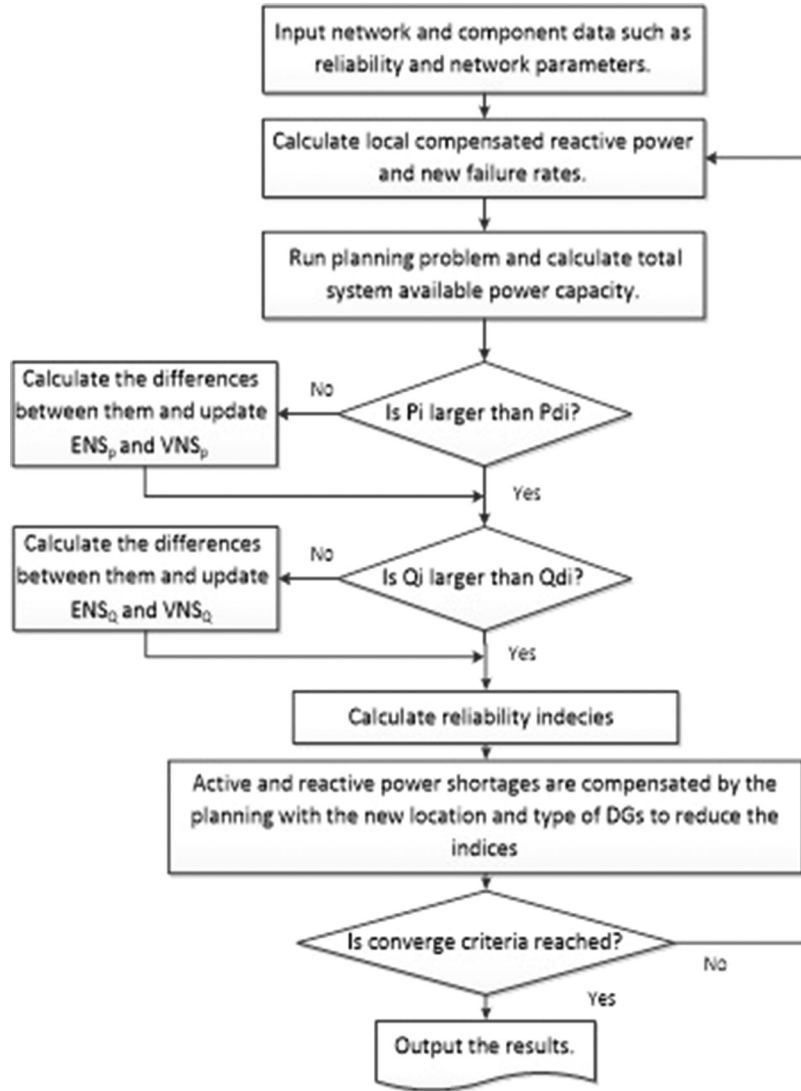 Input network and component data such as
reliability and network parameters.
Calculate local compensated reactive power
and new failure rates.
Run planning problem and calculate total
system available power capacity.
Calculate the differences
between them and update
ENSp and VNSp
No
Is Pi larger than Pdi?
Yes
Calculate the differences
between them and update
ENSQ and VNSQ
No
Is Qi larger than Qdi?
Yes
Calculate reliability indecies
Active and reactive power shortages are compensated by the
planning with the new location and type of DGs to reduce the
indices
Is converge criteria reached?
No
Yes
Output the results.